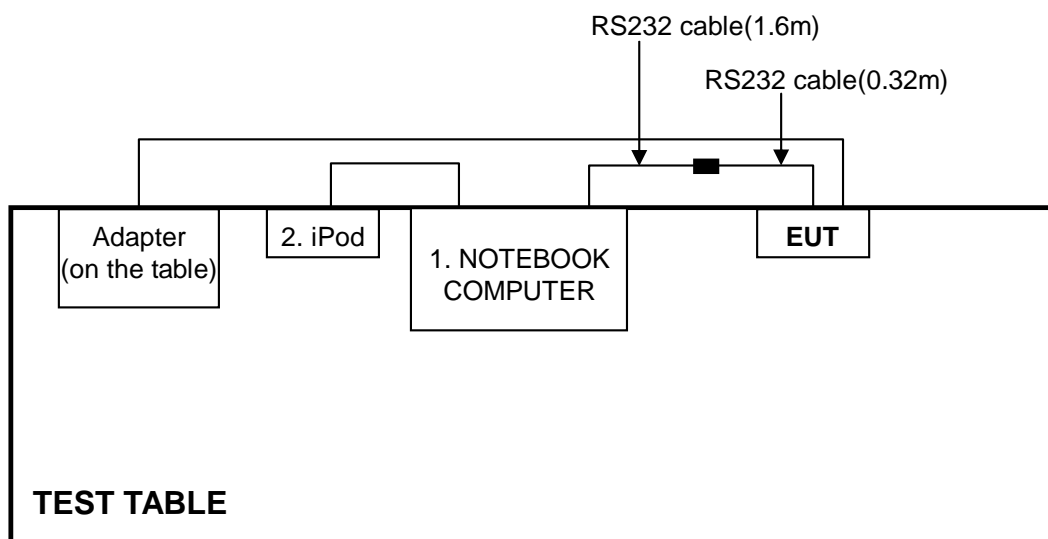 RS232 cable(1.6m)
RS232 cable(0.32m)
Adapter
(on the table)
2. iPod
1. NOTEBOOK
COMPUTER
EUT
TEST TABLE